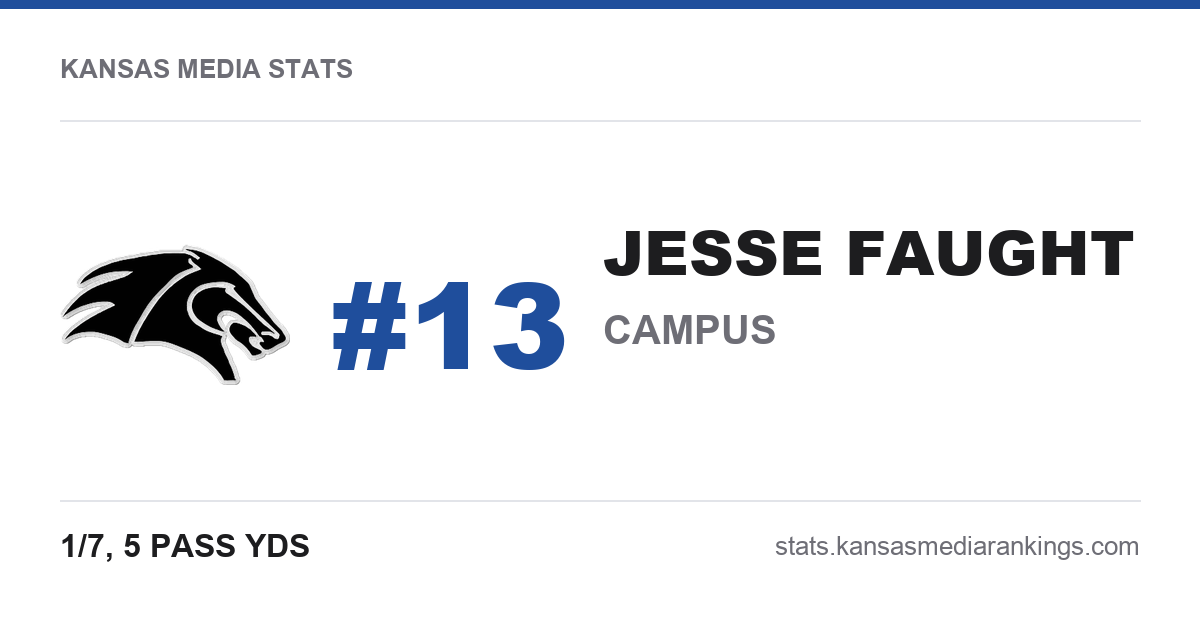 KANSAS MEDIA STATS
#13
JESSE FAUGHT
CAMPUS
1/7, 5 PASS YDS
stats.kansasmediarankings.com